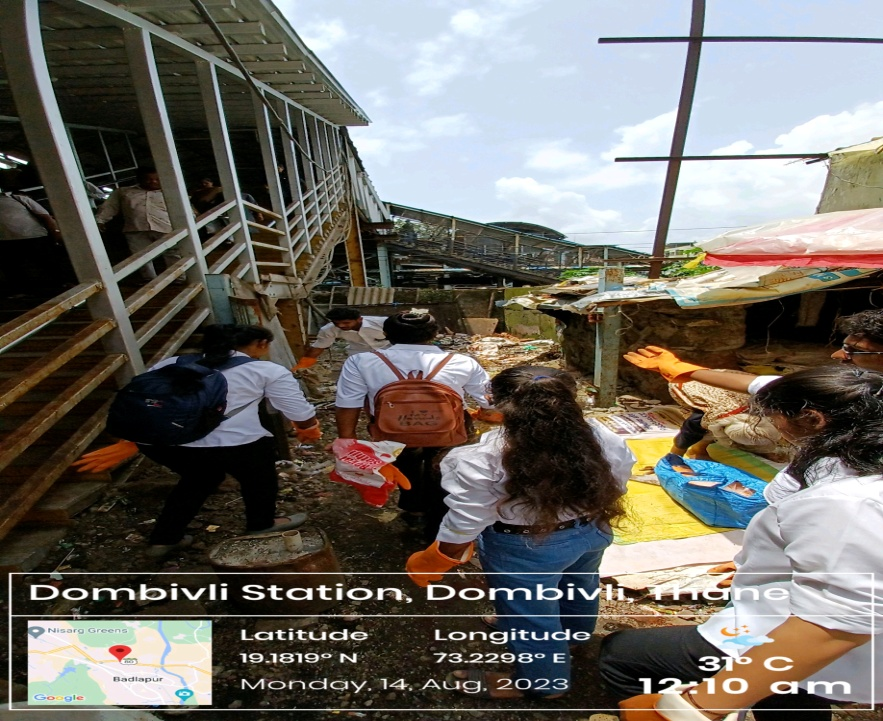 Dombivli Station, Dombivli, Thane
Nisarg Greens
Badlapur
Google
Latitude
Longitude
19.1819° N
73.2298° E
Monday, 14, Aug, 2023
31° C
12:10 am
BAG